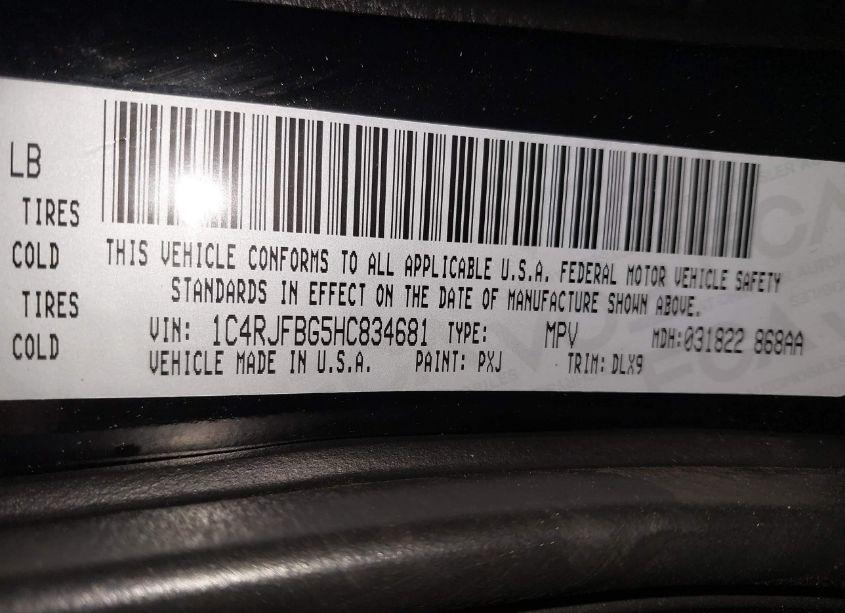 LB
TIRES
COLD
TIRES
COLD
THIS VEHICLE CONFORMS TO ALL APPLICABLE U.S.A. FEDERAL MOTOR VEHICLE SAFETY
STANDARDS IN EFFECT ON THE DATE OF MANUFACTURE SHOWN ABOVE.
VIN: 1C4RJFBG5HC834681 TYPE: MPV MDH:031822 868AA
VEHICLE MADE IN U.S.A. PAINT: PXJ TRIM: DLX9